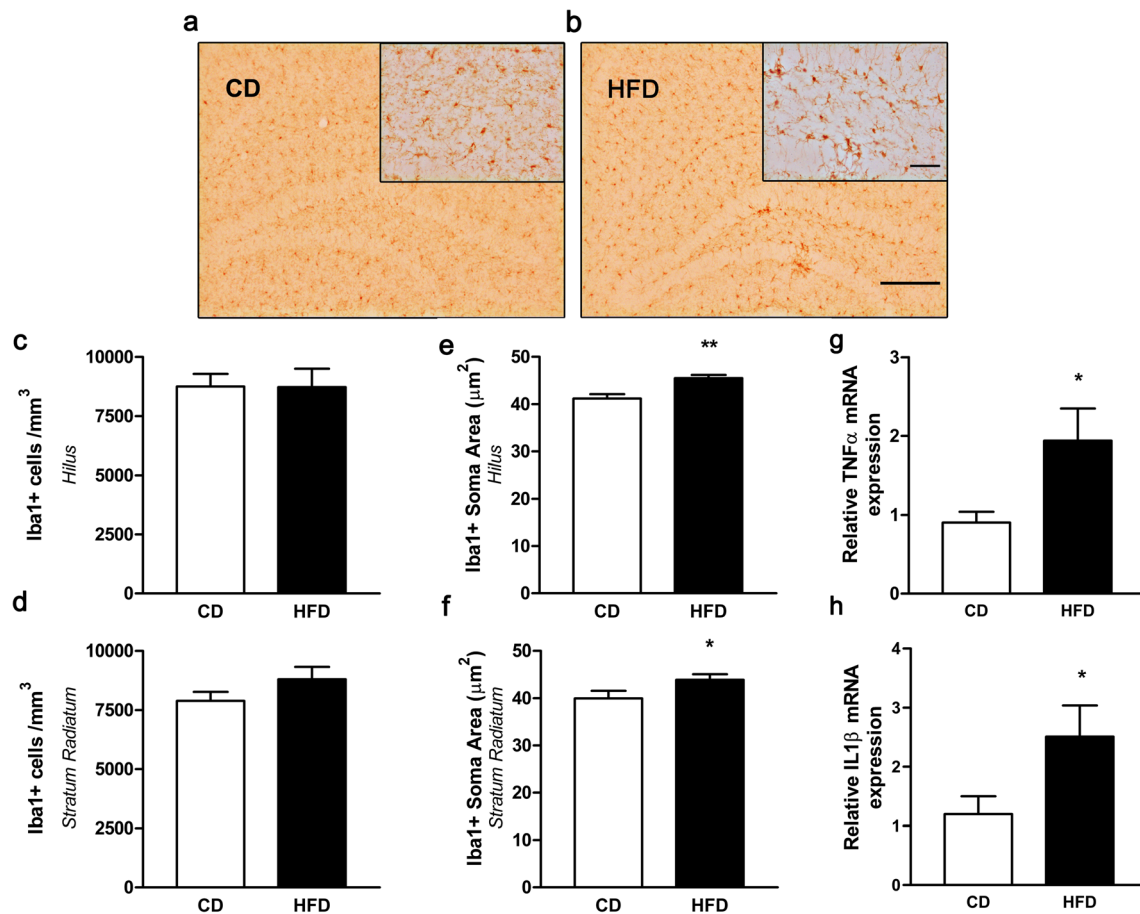 a
b
CD
HFD
c
10000
7500
5000
2500
0
Iba1+ cells /mm3
Hilus
CD
HFD
e
**
50
40
30
20
10
0
Iba1+ Soma Area (μm2)
Hilus
CD
HFD
g
*
3
2
1
0
Relative TNFα mRNA
expression
CD
HFD
d
10000
7500
5000
2500
0
Iba1+ cells /mm3
Stratum Radiatum
CD
HFD
f
*
50
40
30
20
10
0
Iba1+ Soma Area (μm2)
Stratum Radiatum
CD
HFD
h
*
4
3
2
1
0
Relative IL1β mRNA
expression
CD
HFD